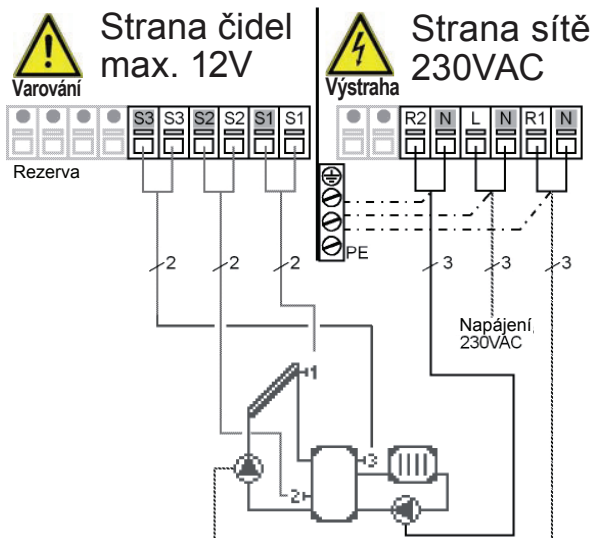 Strana čidel
max. 12V
Varování
Strana sítě
230VAC
Výstraha
S3 S3 S2 S2 S1 S1
R2 N L N R1 N
Rezerva
PE
2 2 2 3 3 3
Napájení,
230VAC
1
3
2